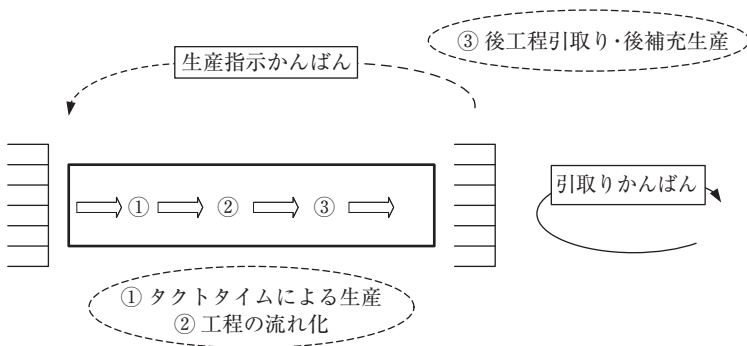 ③ 後工程引取り・後補充生産
生産指示かんばん
引取りかんばん
① ② ③
① タクトタイムによる生産
② 工程の流れ化